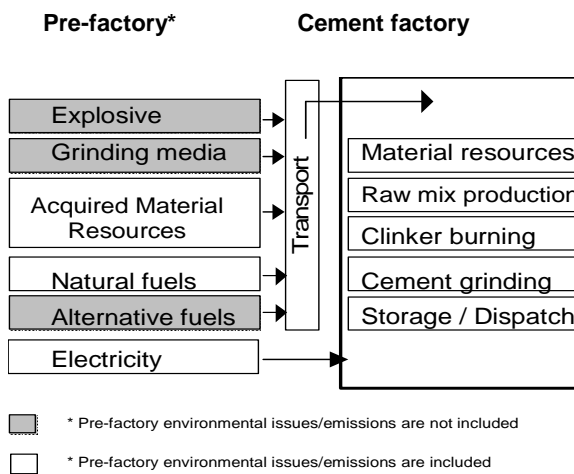 Pre-factory* Cement factory
Explosive
Grinding media
Acquired Material
Resources
Natural fuels
Alternative fuels
Electricity
Transport
Material resources
Raw mix production
Clinker burning
Cement grinding
Storage / Dispatch
* Pre-factory environmental issues/emissions are not included
* Pre-factory environmental issues/emissions are included